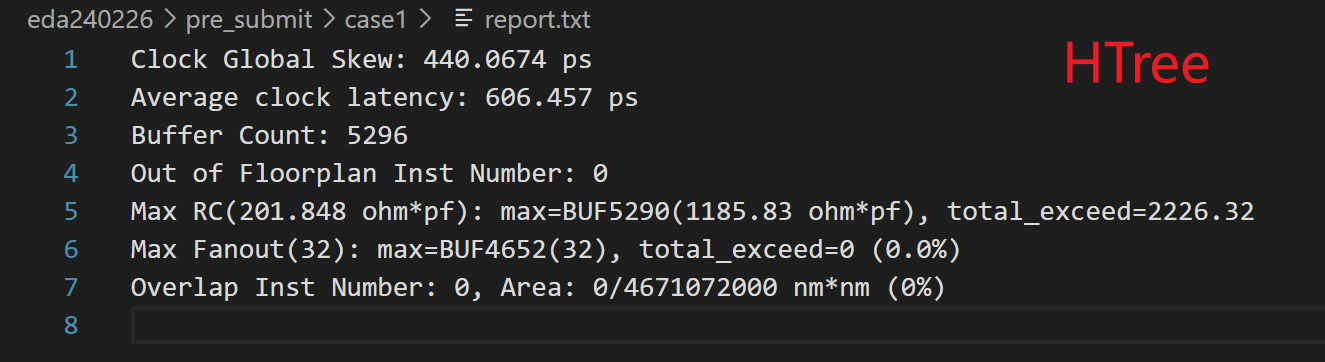 eda240226 > pre_submit > case1 > report.txt
HTree
1 Clock Global Skew: 440.0674 ps
2 Average clock latency: 606.457 ps
3 Buffer Count: 5296
4 Out of Floorplan Inst Number: 0
5 Max RC(201.848 ohm*pf): max=BUF5290(1185.83 ohm*pf), total_exceed=2226.32
6 Max Fanout(32): max=BUF4652(32), total_exceed=0 (0.0%)
7 Overlap Inst Number: 0, Area: 0/4671072000 nm*nm (0%)
8